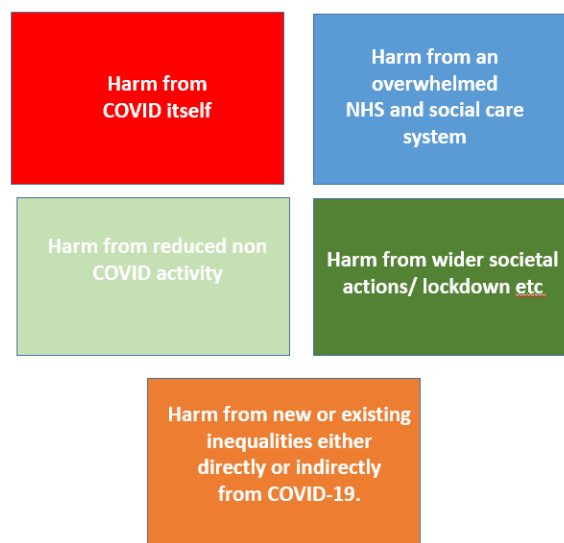 Harm from
COVID itself
Harm from an
overwhelmed
NHS and social care
system
Harm from reduced non
COVID activity
Harm from wider societal
actions/ lockdown etc
Harm from new or existing
inequalities either
directly or indirectly
from COVID-19.